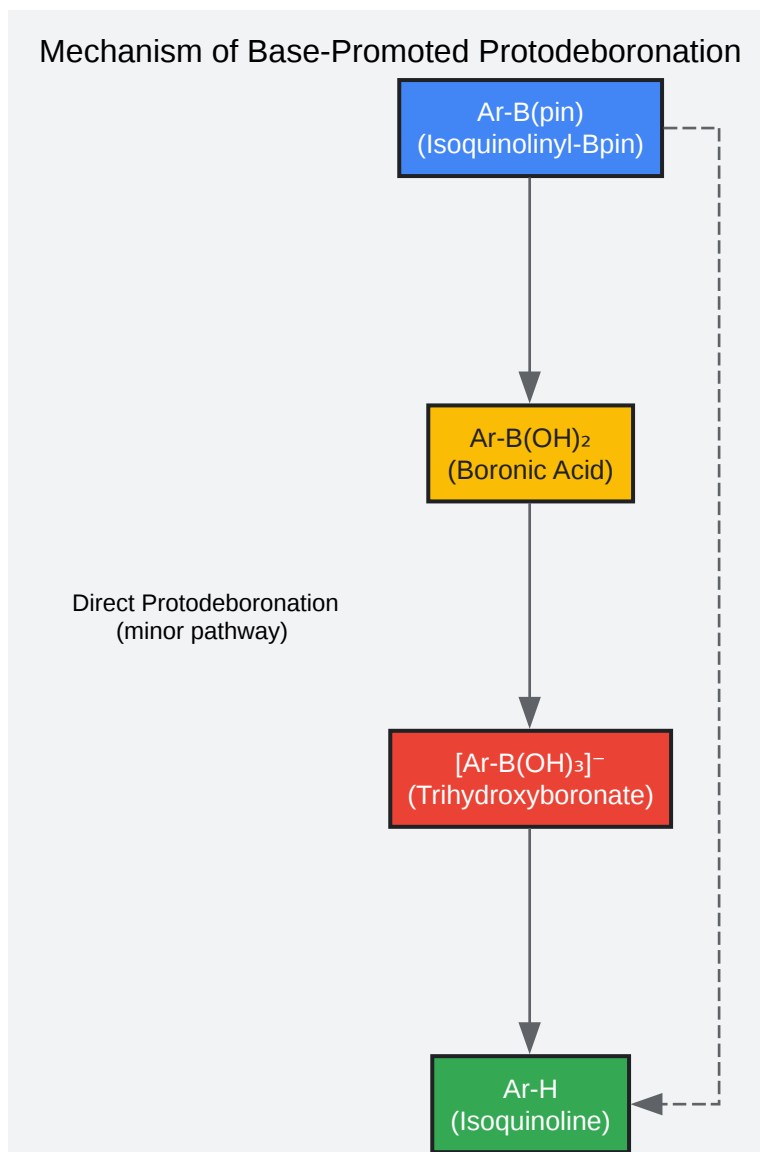 Mechanism of Base-Promoted Protodeboronation
Ar-B(pin)
(Isoquinolinyl-Bpin)
Ar-B(OH)₂
(Boronic Acid)
Direct Protodeboronation
(minor pathway)
[Ar-B(OH)₃]⁻
(Trihydroxyboronate)
Ar-H
(Isoquinoline)